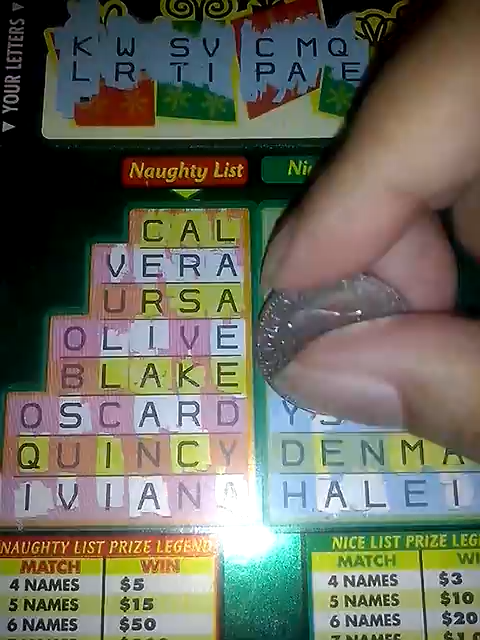 YOUR LETTERS
K W S V C M Q
L R T I P A E
Naughty List
CAL
VERA
URSA
OLIVE
BLAKE
OSCARD
QUINCY
DENMA
IVIANA
HALEI
NAUGHTY LIST PRIZE LEGEND
MATCH WIN
4 NAMES $5
5 NAMES $15
6 NAMES $50
NICE LIST PRIZE
MATCH
4 NAMES $3
5 NAMES $10
6 NAMES $20